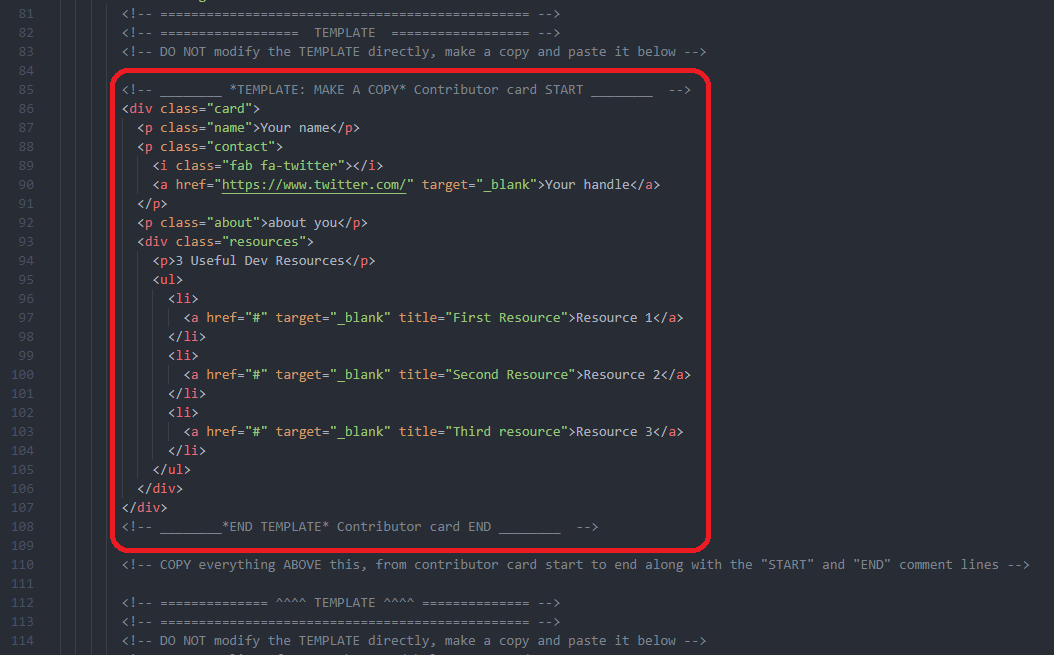 81 <!-- ================================================ -->
82 <!-- ================== TEMPLATE ================== -->
83 <!-- DO NOT modify the TEMPLATE directly, make a copy and paste it below -->
84
85 <!-- ________ *TEMPLATE: MAKE A COPY* Contributor card START ________ -->
86 <div class="card">
87 <p class="name">Your name</p>
88 <p class="contact">
89 <i class="fab fa-twitter"></i>
90 <a href="https://www.twitter.com/" target="_blank">Your handle</a>
91 </p>
92 <p class="about">about you</p>
93 <div class="resources">
94 <p>3 Useful Dev Resources</p>
95 <ul>
96 <li>
97 <a href="#" target="_blank" title="First Resource">Resource 1</a>
98 </li>
99 <li>
100 <a href="#" target="_blank" title="Second Resource">Resource 2</a>
101 </li>
102 <li>
103 <a href="#" target="_blank" title="Third resource">Resource 3</a>
104 </li>
105 </ul>
106 </div>
107 </div>
108 <!-- ________*END TEMPLATE* Contributor card END ________ -->
109
110 <!-- COPY everything ABOVE this, from contributor card start to end along with the "START" and "END" comment lines -->
111
112 <!-- ============== ^^^^ TEMPLATE ^^^^ ============== -->
113 <!-- ================================================ -->
114 <!-- DO NOT modify the TEMPLATE directly, make a copy and paste it below -->